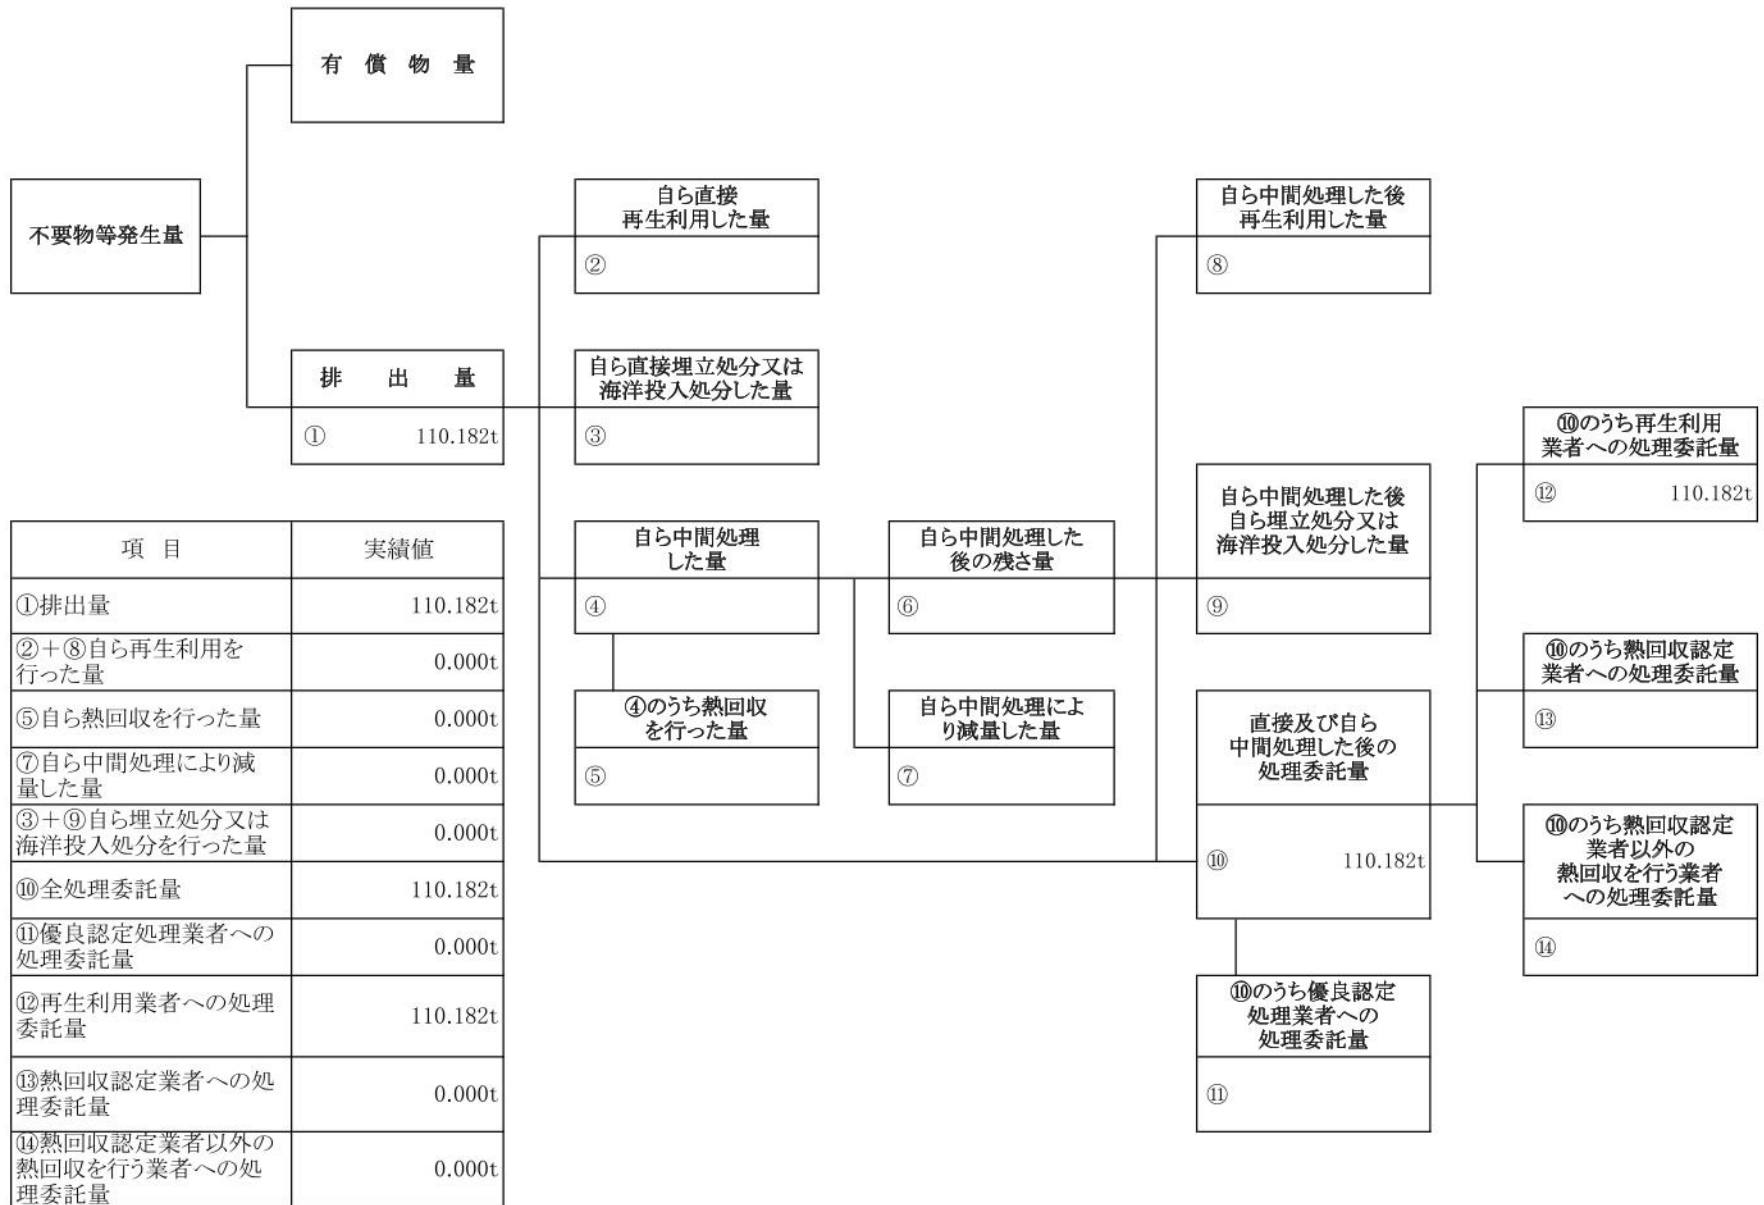 有 償 物 量
不要物等発生量
自ら直接
再生利用した量
②
自ら中間処理した後
再生利用した量
⑧
排 出 量
① 110.182t
自ら直接埋立処分又は
海洋投入処分した量
③
⑩のうち再生利用
業者への処理委託量
⑫ 110.182t
自ら中間処理
した量
④
自ら中間処理した
後の残さ量
⑥
自ら中間処理した後
自ら埋立処分又は
海洋投入処分した量
⑨
⑩のうち熱回収認定
業者への処理委託量
⑬
④のうち熱回収
を行った量
⑤
自ら中間処理によ
り減量した量
⑦
直接及び自ら
中間処理した後の
処理委託量
⑩ 110.182t
⑩のうち熱回収認定
業者以外の
熱回収を行う業者
への処理委託量
⑭
⑩のうち優良認定
処理業者への
処理委託量
⑪
項 目 実績値
①排出量 110.182t
②＋⑧自ら再生利用を
行った量 0.000t
⑤自ら熱回収を行った量 0.000t
⑦自ら中間処理により減
量した量 0.000t
③＋⑨自ら埋立処分又は
海洋投入処分を行った量 0.000t
⑩全処理委託量 110.182t
⑪優良認定処理業者への
処理委託量 0.000t
⑫再生利用業者への処理
委託量 110.182t
⑬熱回収認定業者への処
理委託量 0.000t
⑭熱回収認定業者以外の
熱回収を行う業者への処
理委託量 0.000t